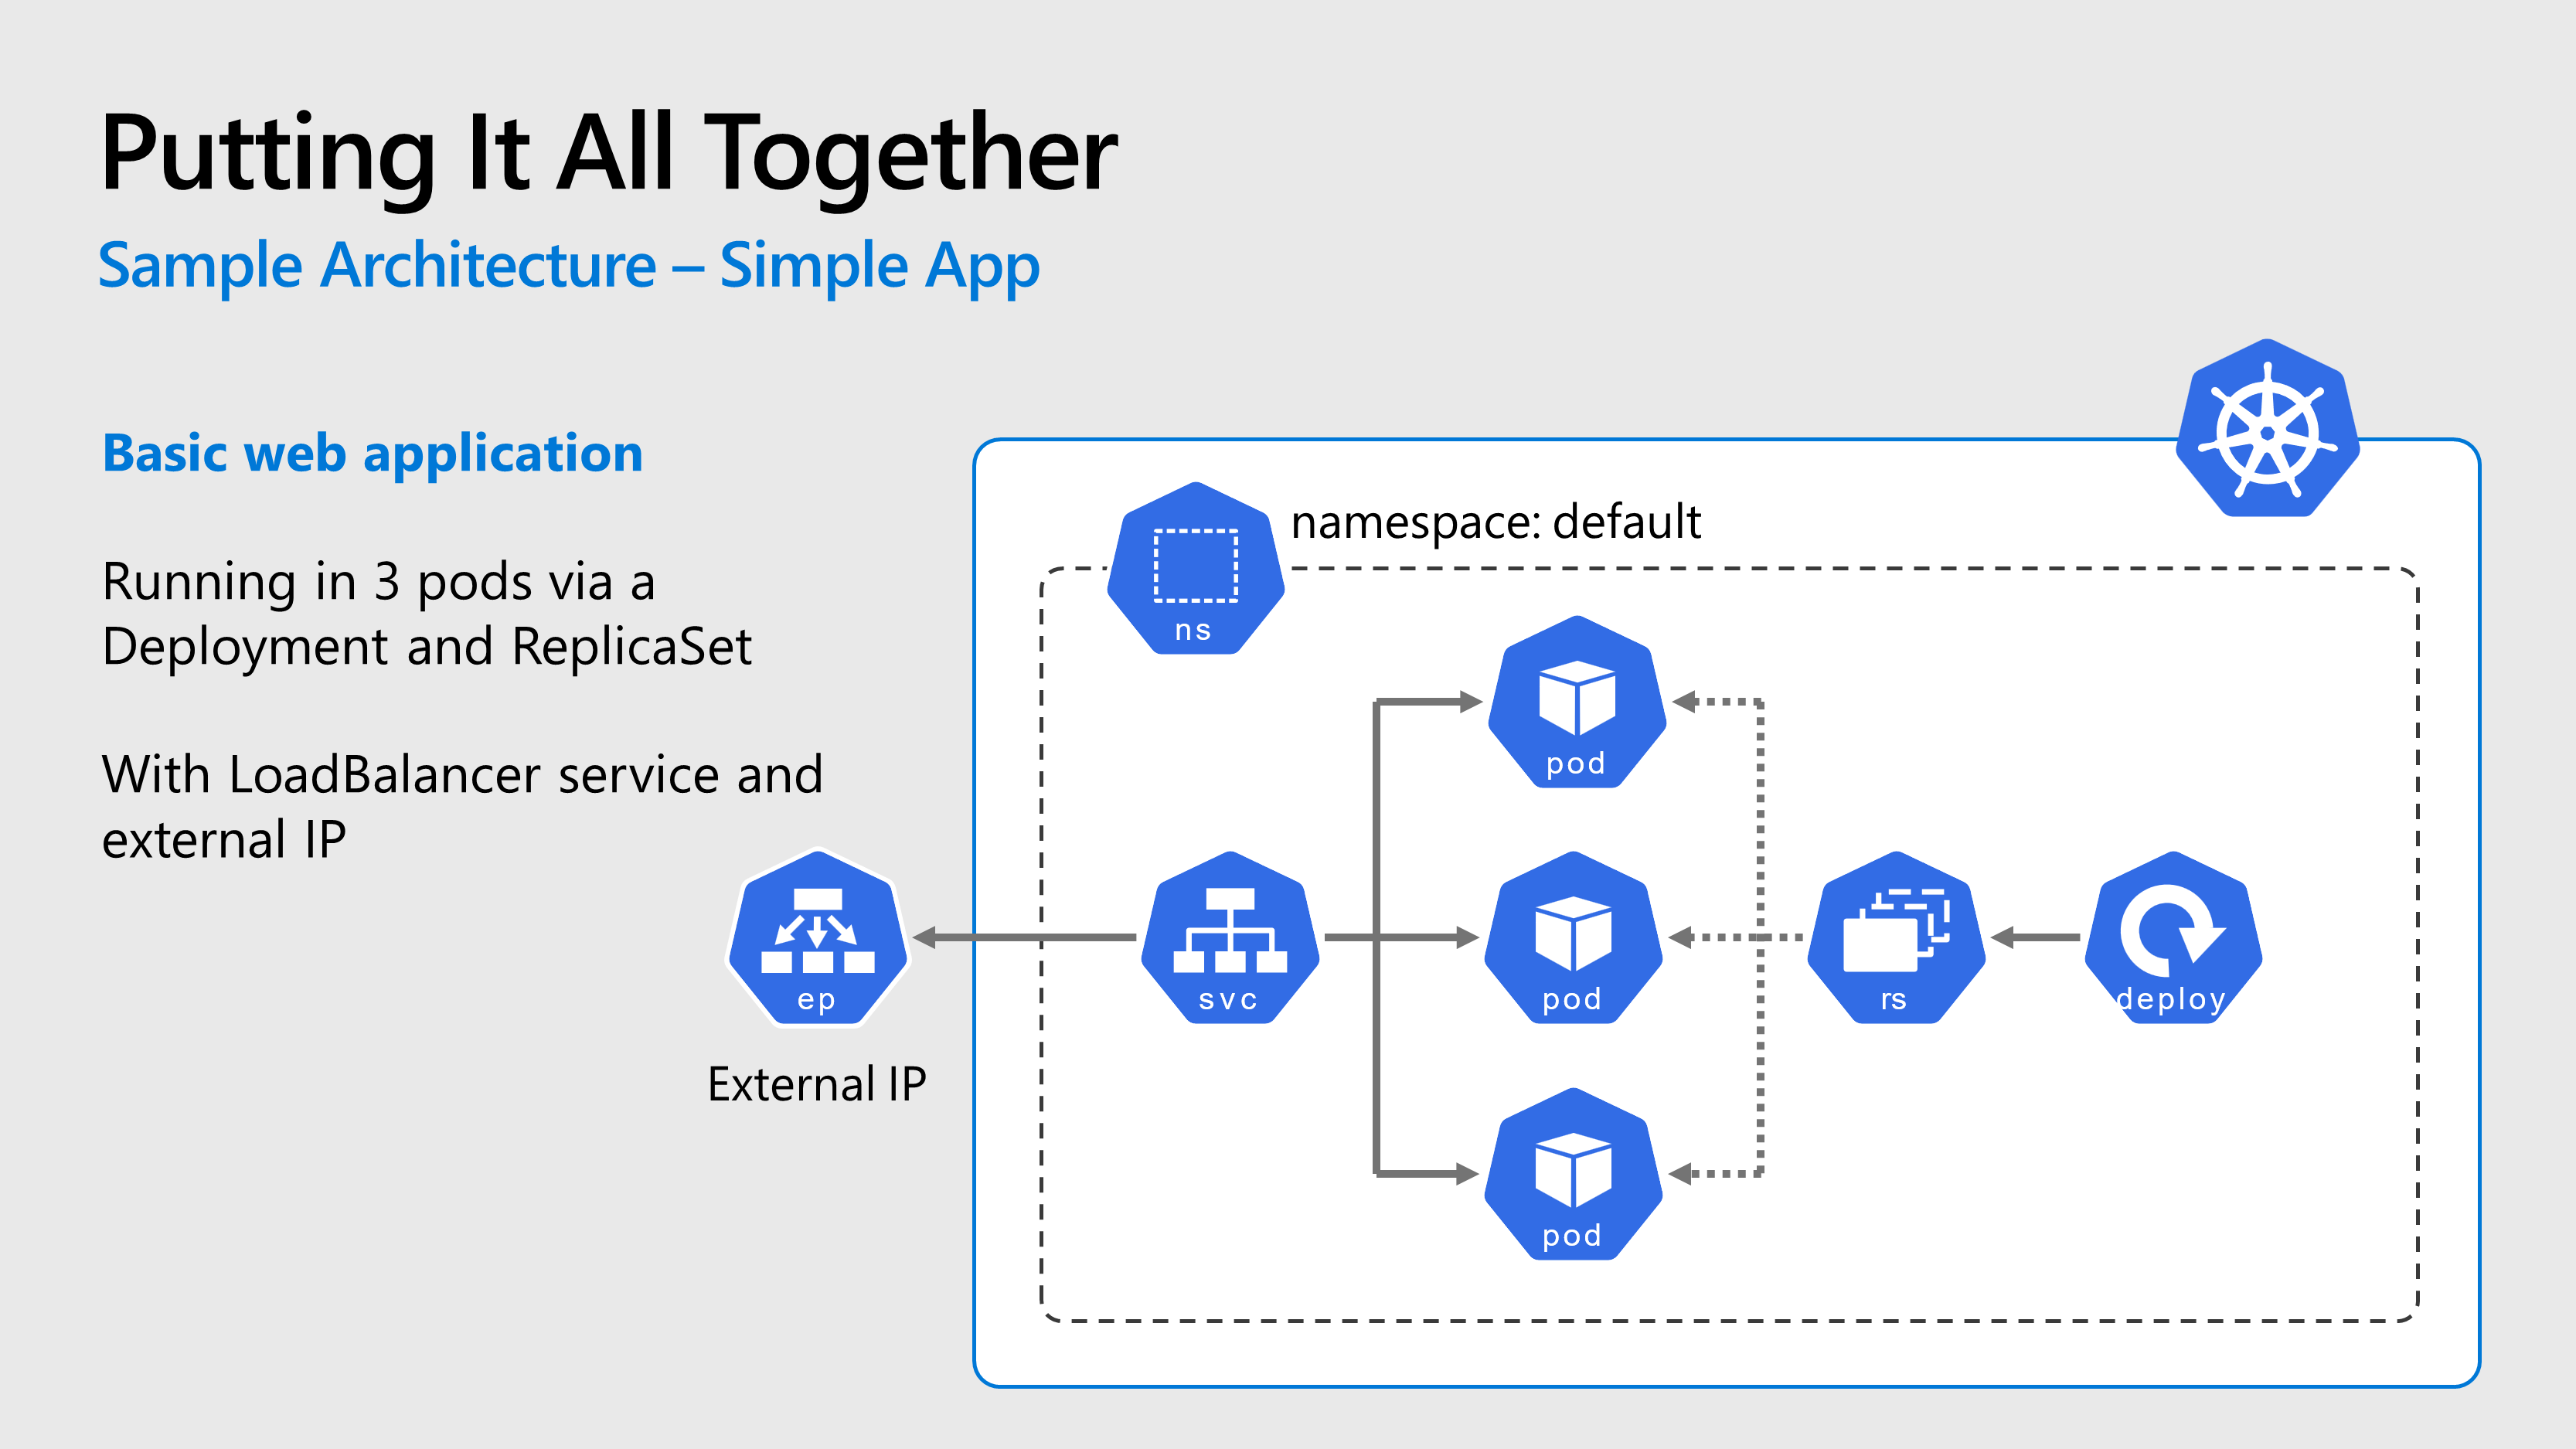 Putting It All Together
Sample Architecture – Simple App
Basic web application
Running in 3 pods via a
Deployment and ReplicaSet
With LoadBalancer service and
external IP
namespace: default
ns
pod
ep
svc
pod
rs
deploy
External IP
pod